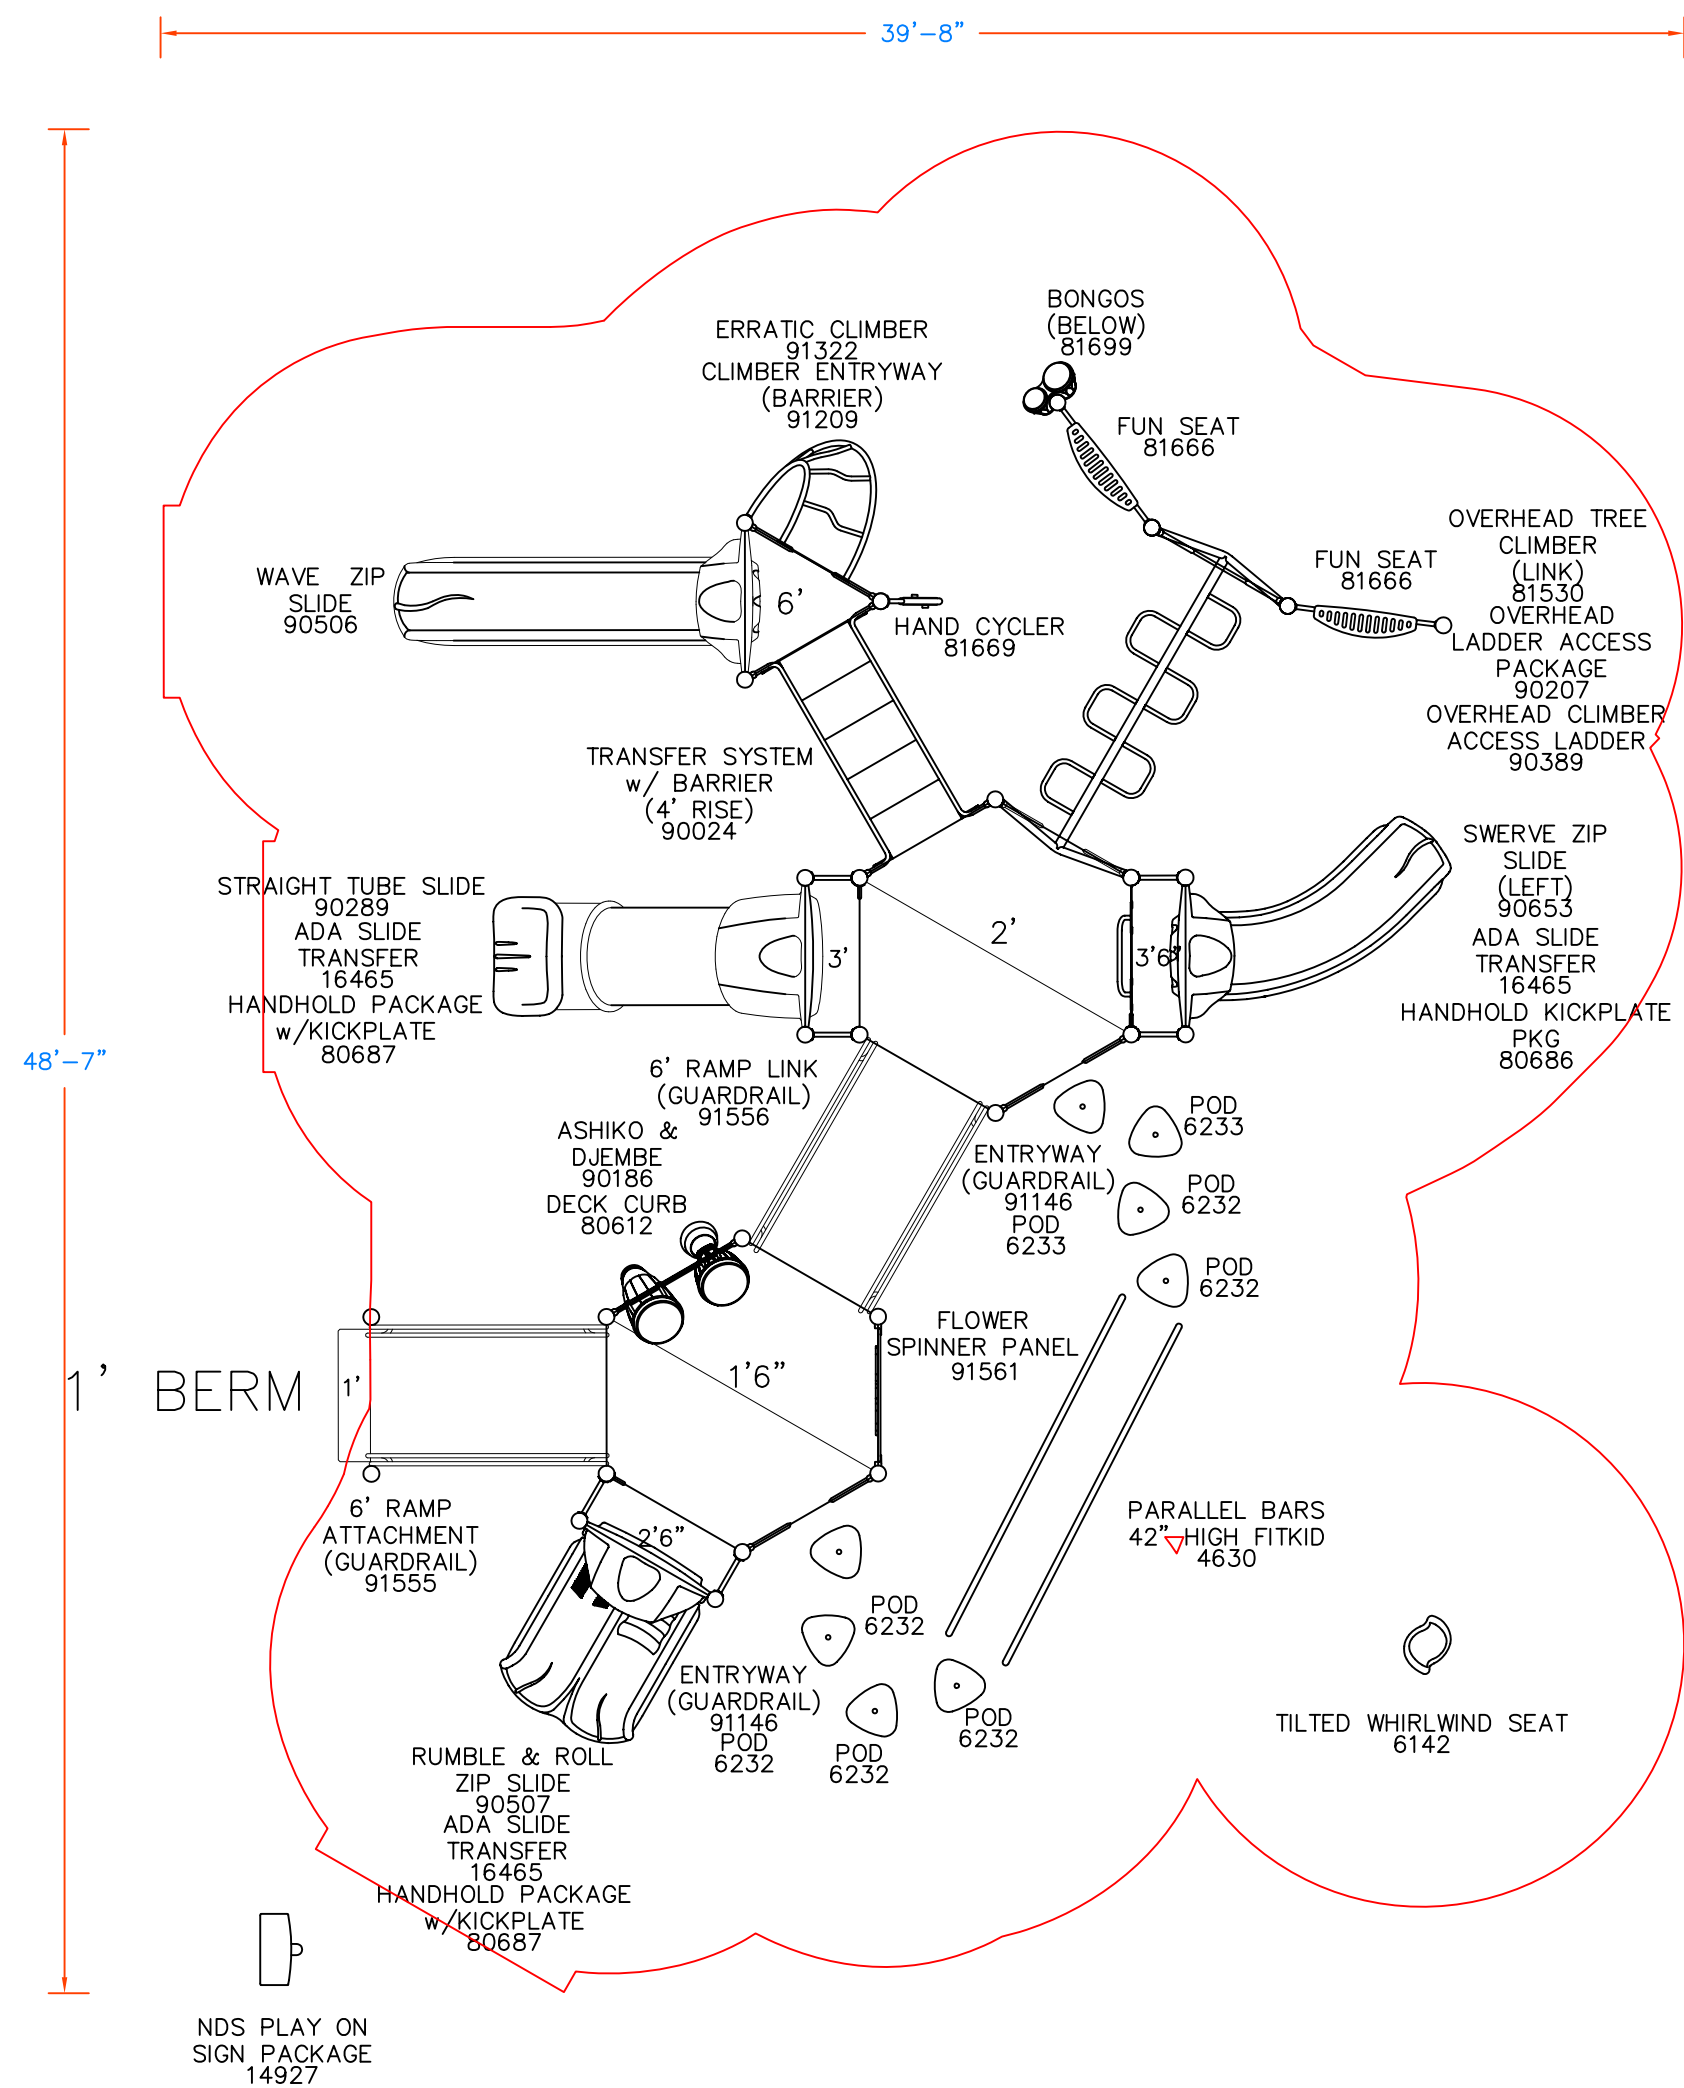 39'-8"
BONGOS
(BELOW)
81699
ERRATIC CLIMBER
91322
CLIMBER ENTRYWAY
(BARRIER)
91209
FUN SEAT
81666
OVERHEAD TREE
CLIMBER
(LINK)
81530
OVERHEAD
LADDER ACCESS
PACKAGE
90207
OVERHEAD CLIMBER
ACCESS LADDER
90389
FUN SEAT
81666
WAVE ZIP
SLIDE
90506
6'
HAND CYCLER
81669
TRANSFER SYSTEM
w/ BARRIER
(4' RISE)
90024
SWERVE ZIP
SLIDE
(LEFT)
90653
ADA SLIDE
TRANSFER
16465
HANDHOLD KICKPLATE
PKG
80686
STRAIGHT TUBE SLIDE
90289
ADA SLIDE
TRANSFER
16465
HANDHOLD PACKAGE
w/KICKPLATE
80687
3'
2'
3'6"
48'-7"
6' RAMP LINK
(GUARDRAIL)
91556
POD
6233
ASHIKO &
DJEMBE
90186
DECK CURB
80612
ENTRYWAY
(GUARDRAIL)
91146
POD
6233
POD
6232
POD
6232
FLOWER
SPINNER PANEL
91561
1'6"
1' BERM
1'
6' RAMP
ATTACHMENT
(GUARDRAIL)
91555
2'6"
PARALLEL BARS
42" HIGH FITKID
4630
POD
6232
ENTRYWAY
(GUARDRAIL)
91146
POD
6232
POD
6232
POD
6232
TILTED WHIRLWIND SEAT
6142
RUMBLE & ROLL
ZIP SLIDE
90507
ADA SLIDE
TRANSFER
16465
HANDHOLD PACKAGE
w/KICKPLATE
80687
NDS PLAY ON
SIGN PACKAGE
14927